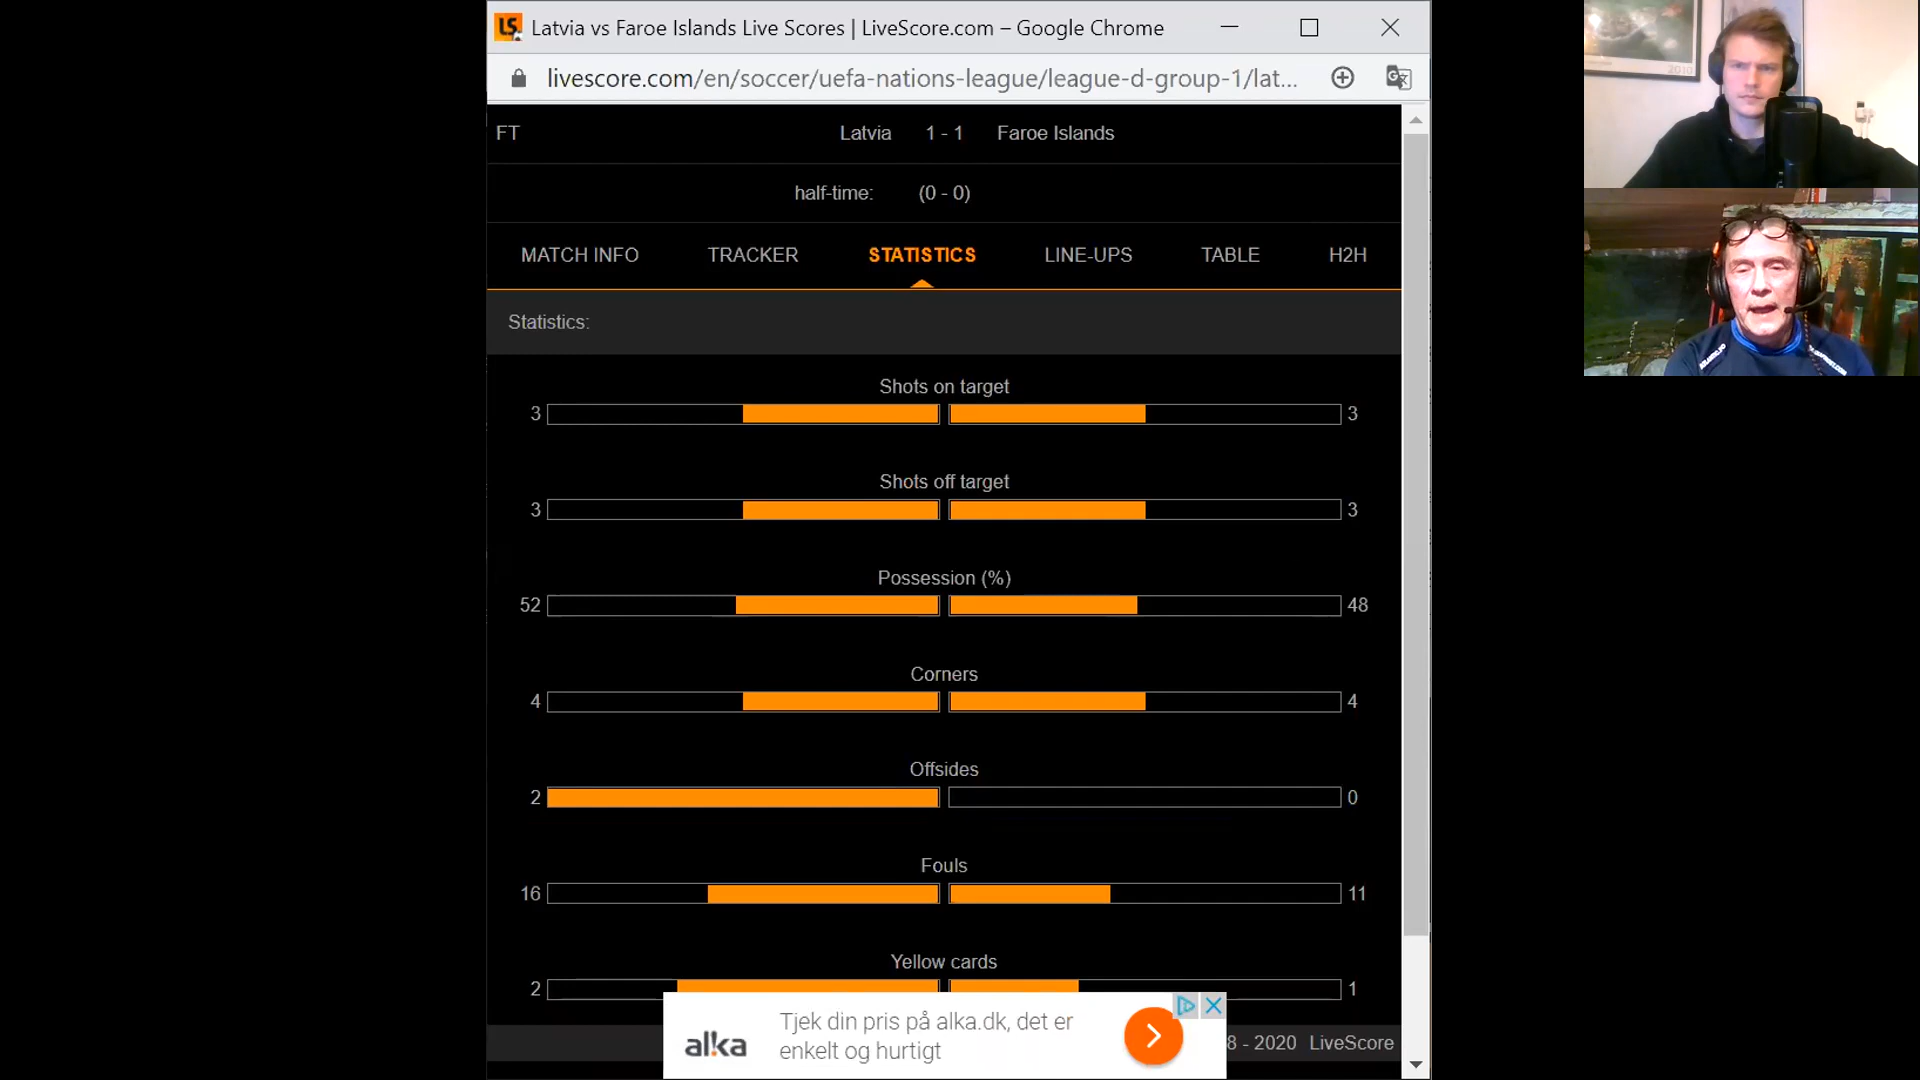 LS Latvia vs Faroe Islands Live Scores | LiveScore.com – Google Chrome
livescore.com/en/soccer/uefa-nations-league/league-d-group-1/lat...
FT Latvia 1 - 1 Faroe Islands
half-time: (0 - 0)
MATCH INFO TRACKER STATISTICS LINE-UPS TABLE H2H
Statistics:
Shots on target
3 3
Shots off target
3 3
Possession (%)
52 48
Corners
4 4
Offsides
2 0
Fouls
16 11
Yellow cards
2 1
alka
Tjek din pris på alka.dk, det er
enkelt og hurtigt
8 - 2020 LiveScore
2010